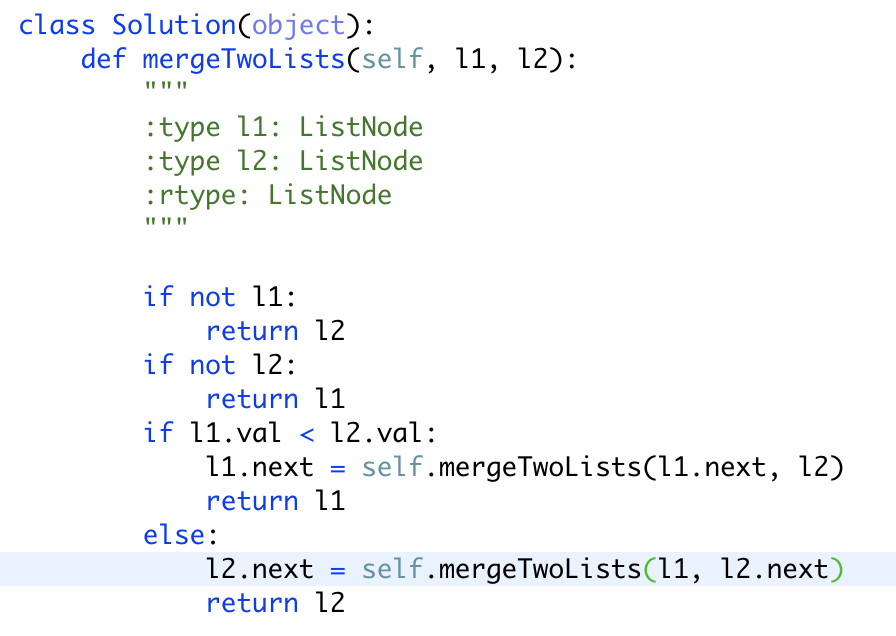 class Solution(object):
    def mergeTwoLists(self, l1, l2):
        """
        :type l1: ListNode
        :type l2: ListNode
        :rtype: ListNode
        """
        if not l1:
            return l2
        if not l2:
            return l1
        if l1.val < l2.val:
            l1.next = self.mergeTwoLists(l1.next, l2)
            return l1
        else:
            l2.next = self.mergeTwoLists(l1, l2.next)
            return l2